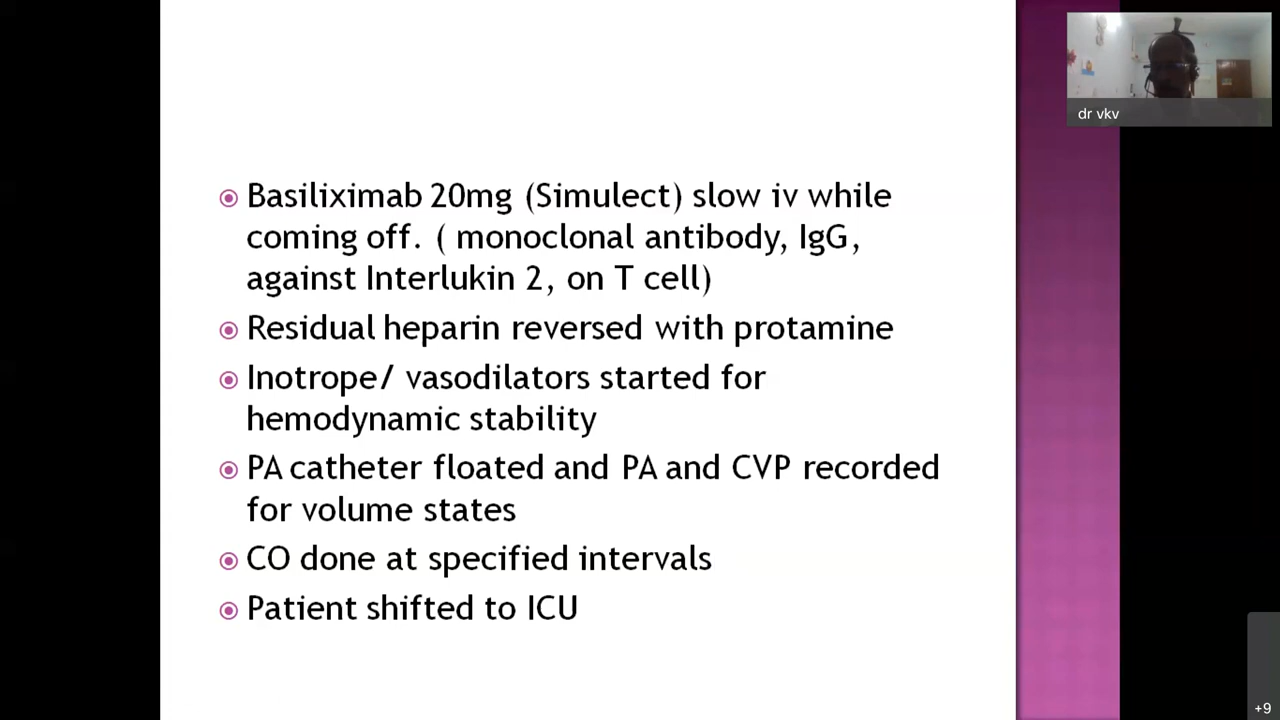 dr vkv
Basiliximab 20mg (Simulect) slow iv while
coming off. ( monoclonal antibody, IgG,
against Interlukin 2, on T cell)
Residual heparin reversed with protamine
Inotrope/ vasodilators started for
hemodynamic stability
PA catheter floated and PA and CVP recorded
for volume states
CO done at specified intervals
Patient shifted to ICU
+9